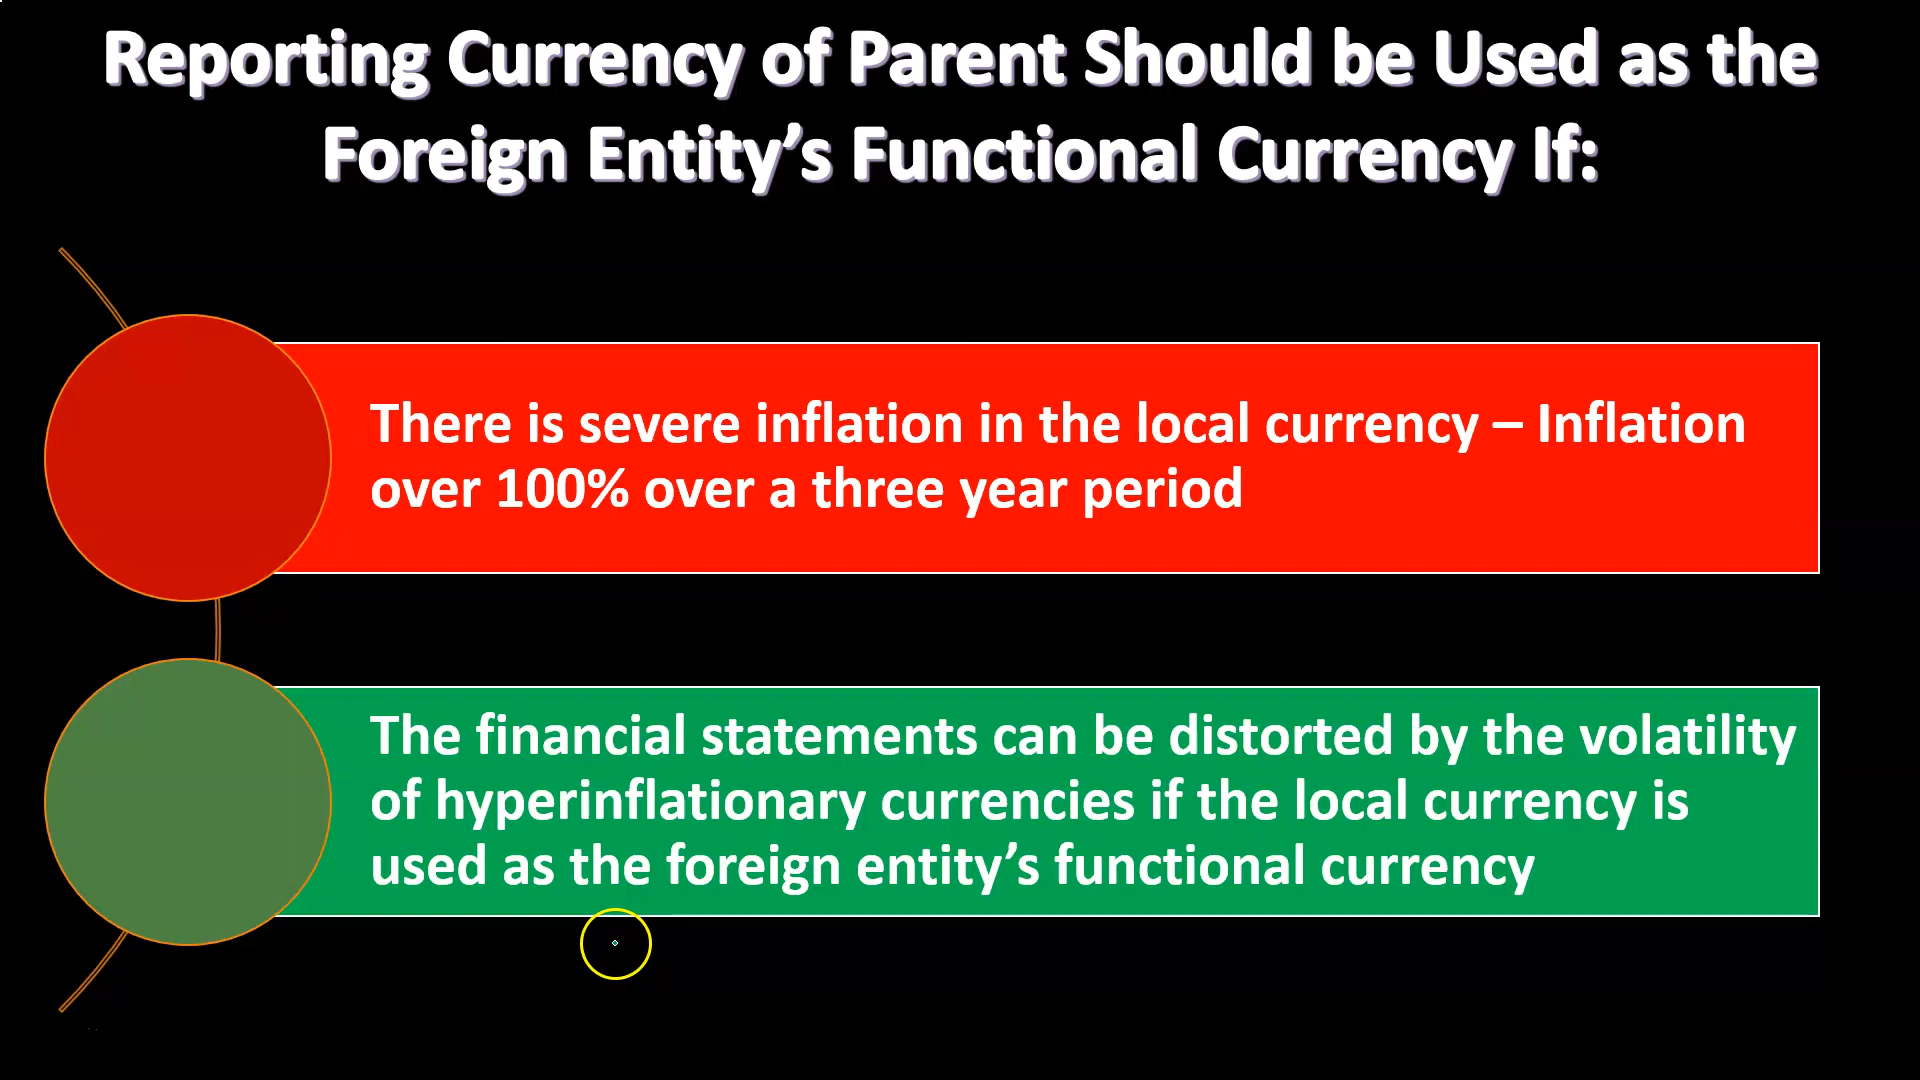 Reporting Currency of Parent Should be Used as the
Foreign Entity’s Functional Currency If:
There is severe inflation in the local currency – Inflation
over 100% over a three year period
The financial statements can be distorted by the volatility
of hyperinflationary currencies if the local currency is
used as the foreign entity’s functional currency